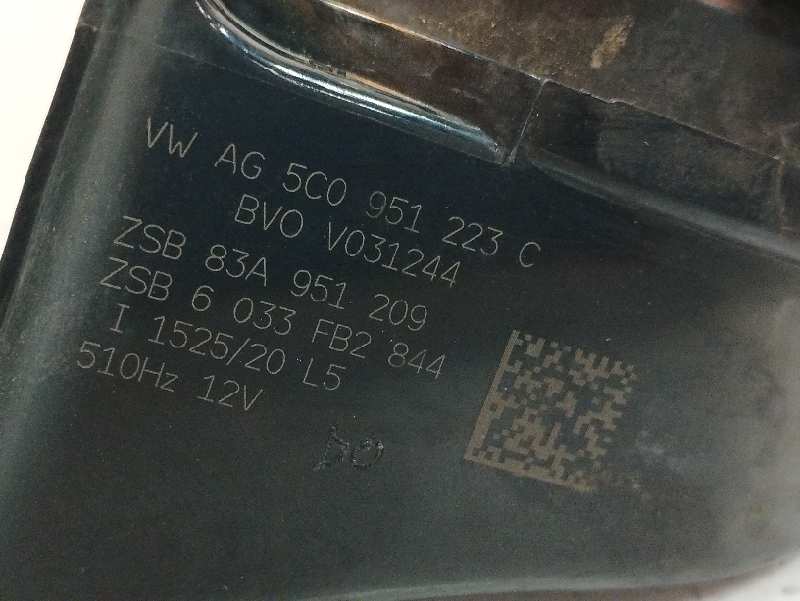 VW AG 5C0 951 223 C
BVO V031244
ZSB 83A 951 209
ZSB 6 033 FB2 844
I 1525/20 L5
510Hz 12V